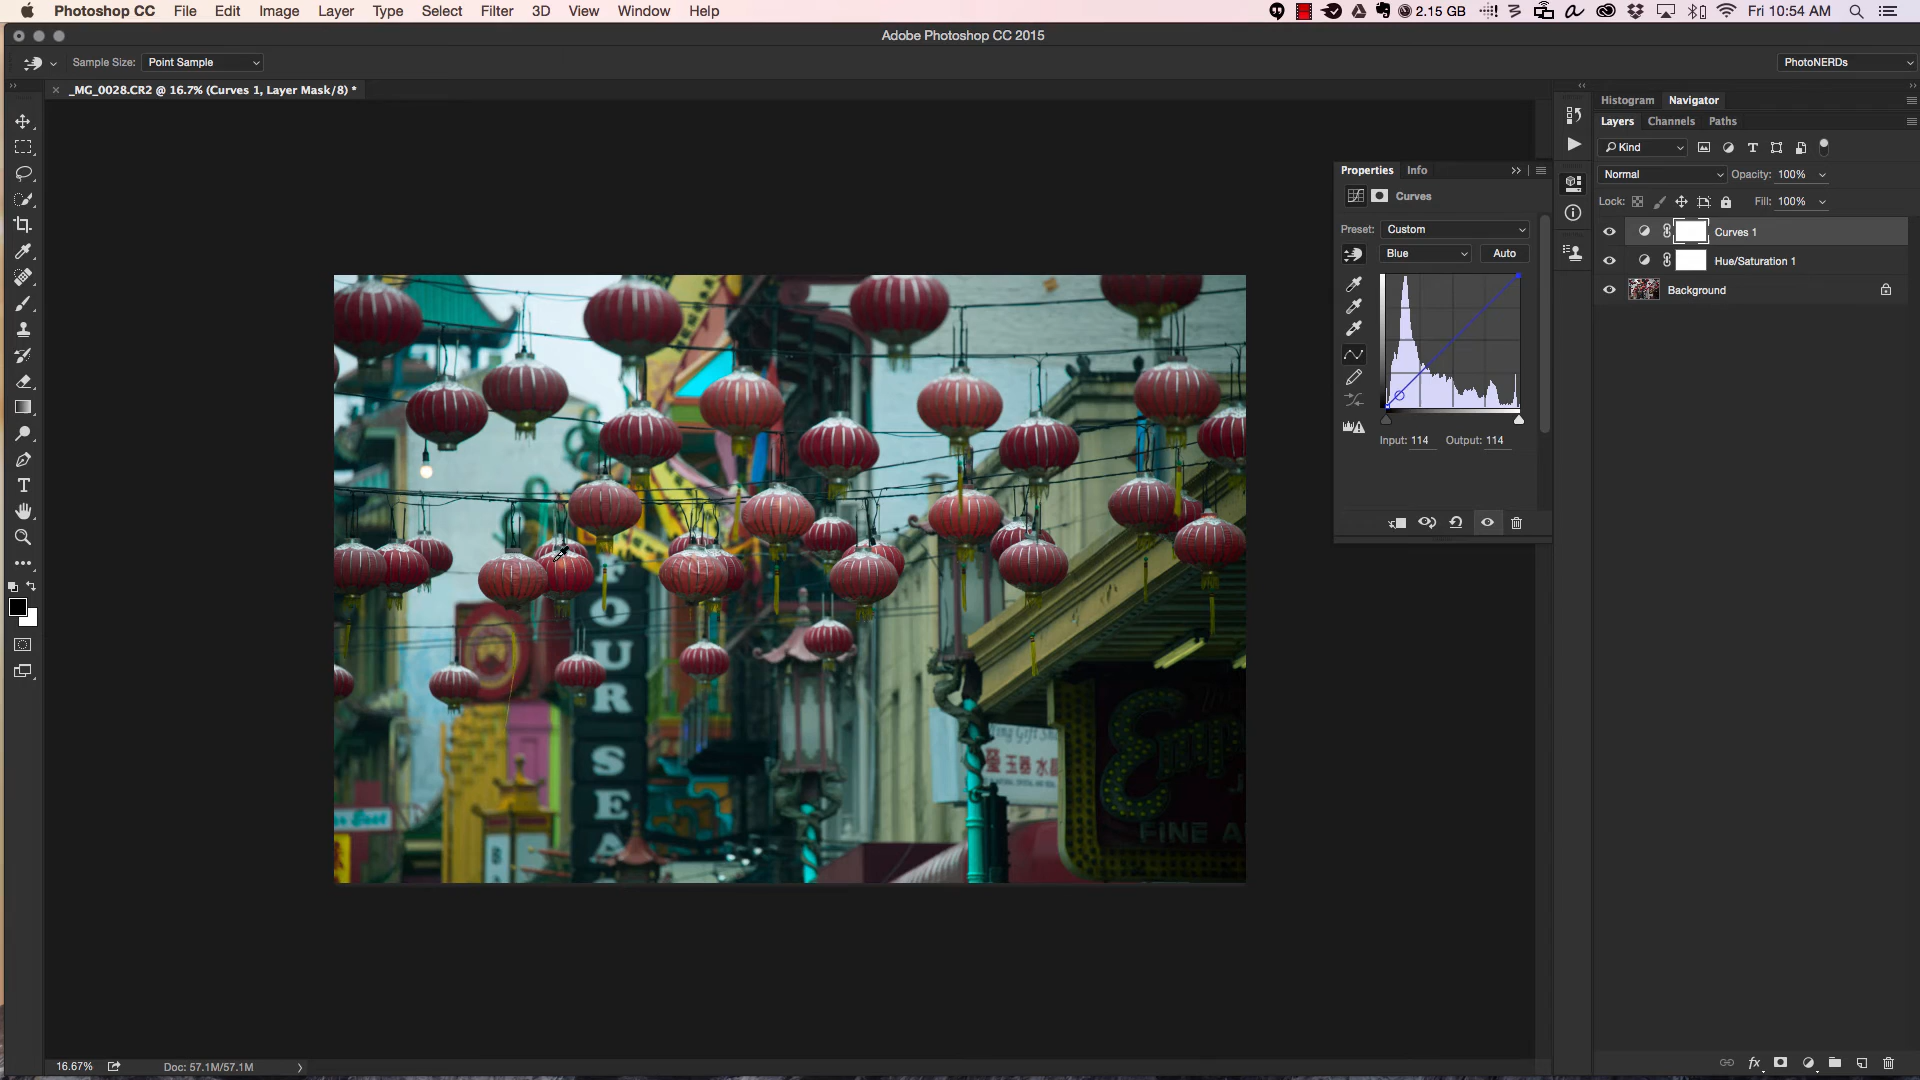 Photoshop CC File Edit Image Layer Type Select Filter 3D View Window Help 2.15 GB Fri 10:54 AM
Adobe Photoshop CC 2015
Sample Size: Point Sample PhotoNERDs
_MG_0028.CR2 @ 16.7% (Curves 1, Layer Mask/8) *
Histogram Navigator
Layers Channels Paths
Kind
Normal Opacity: 100%
Lock: Fill: 100%
Curves 1
Hue/Saturation 1
Background
Properties Info
Curves
Preset: Custom
Blue Auto
Input: 114 Output: 114
FOUR SEA
Gift
玉器水
FINE
16.67% Doc: 57.1M/57.1M